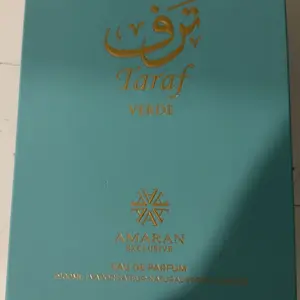 ترف
Taraf
VERDE
AMARAN
EXCLUSIVE
EAU DE PARFUM